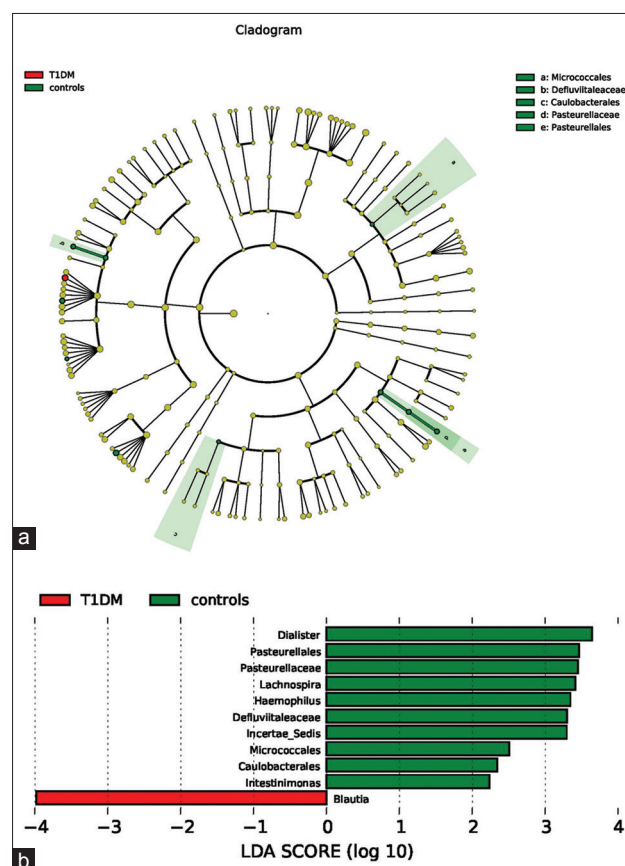 Cladogram
T1DM
controls
a: Micrococcales
b: Defluviitaleaceae
c: Caulobacterales
d: Pasteurellaceae
e: Pasteurellales
a
T1DM controls
Dialister
Pasteurellales
Pasteurellaceae
Lachnospira
Haemophilus
Defluviitaleaceae
Incertae_Sedis
Micrococcales
Caulobacterales
Intestinimonas
Blautia
−4 −3 −2 −1 0 1 2 3 4
LDA SCORE (log 10)
b